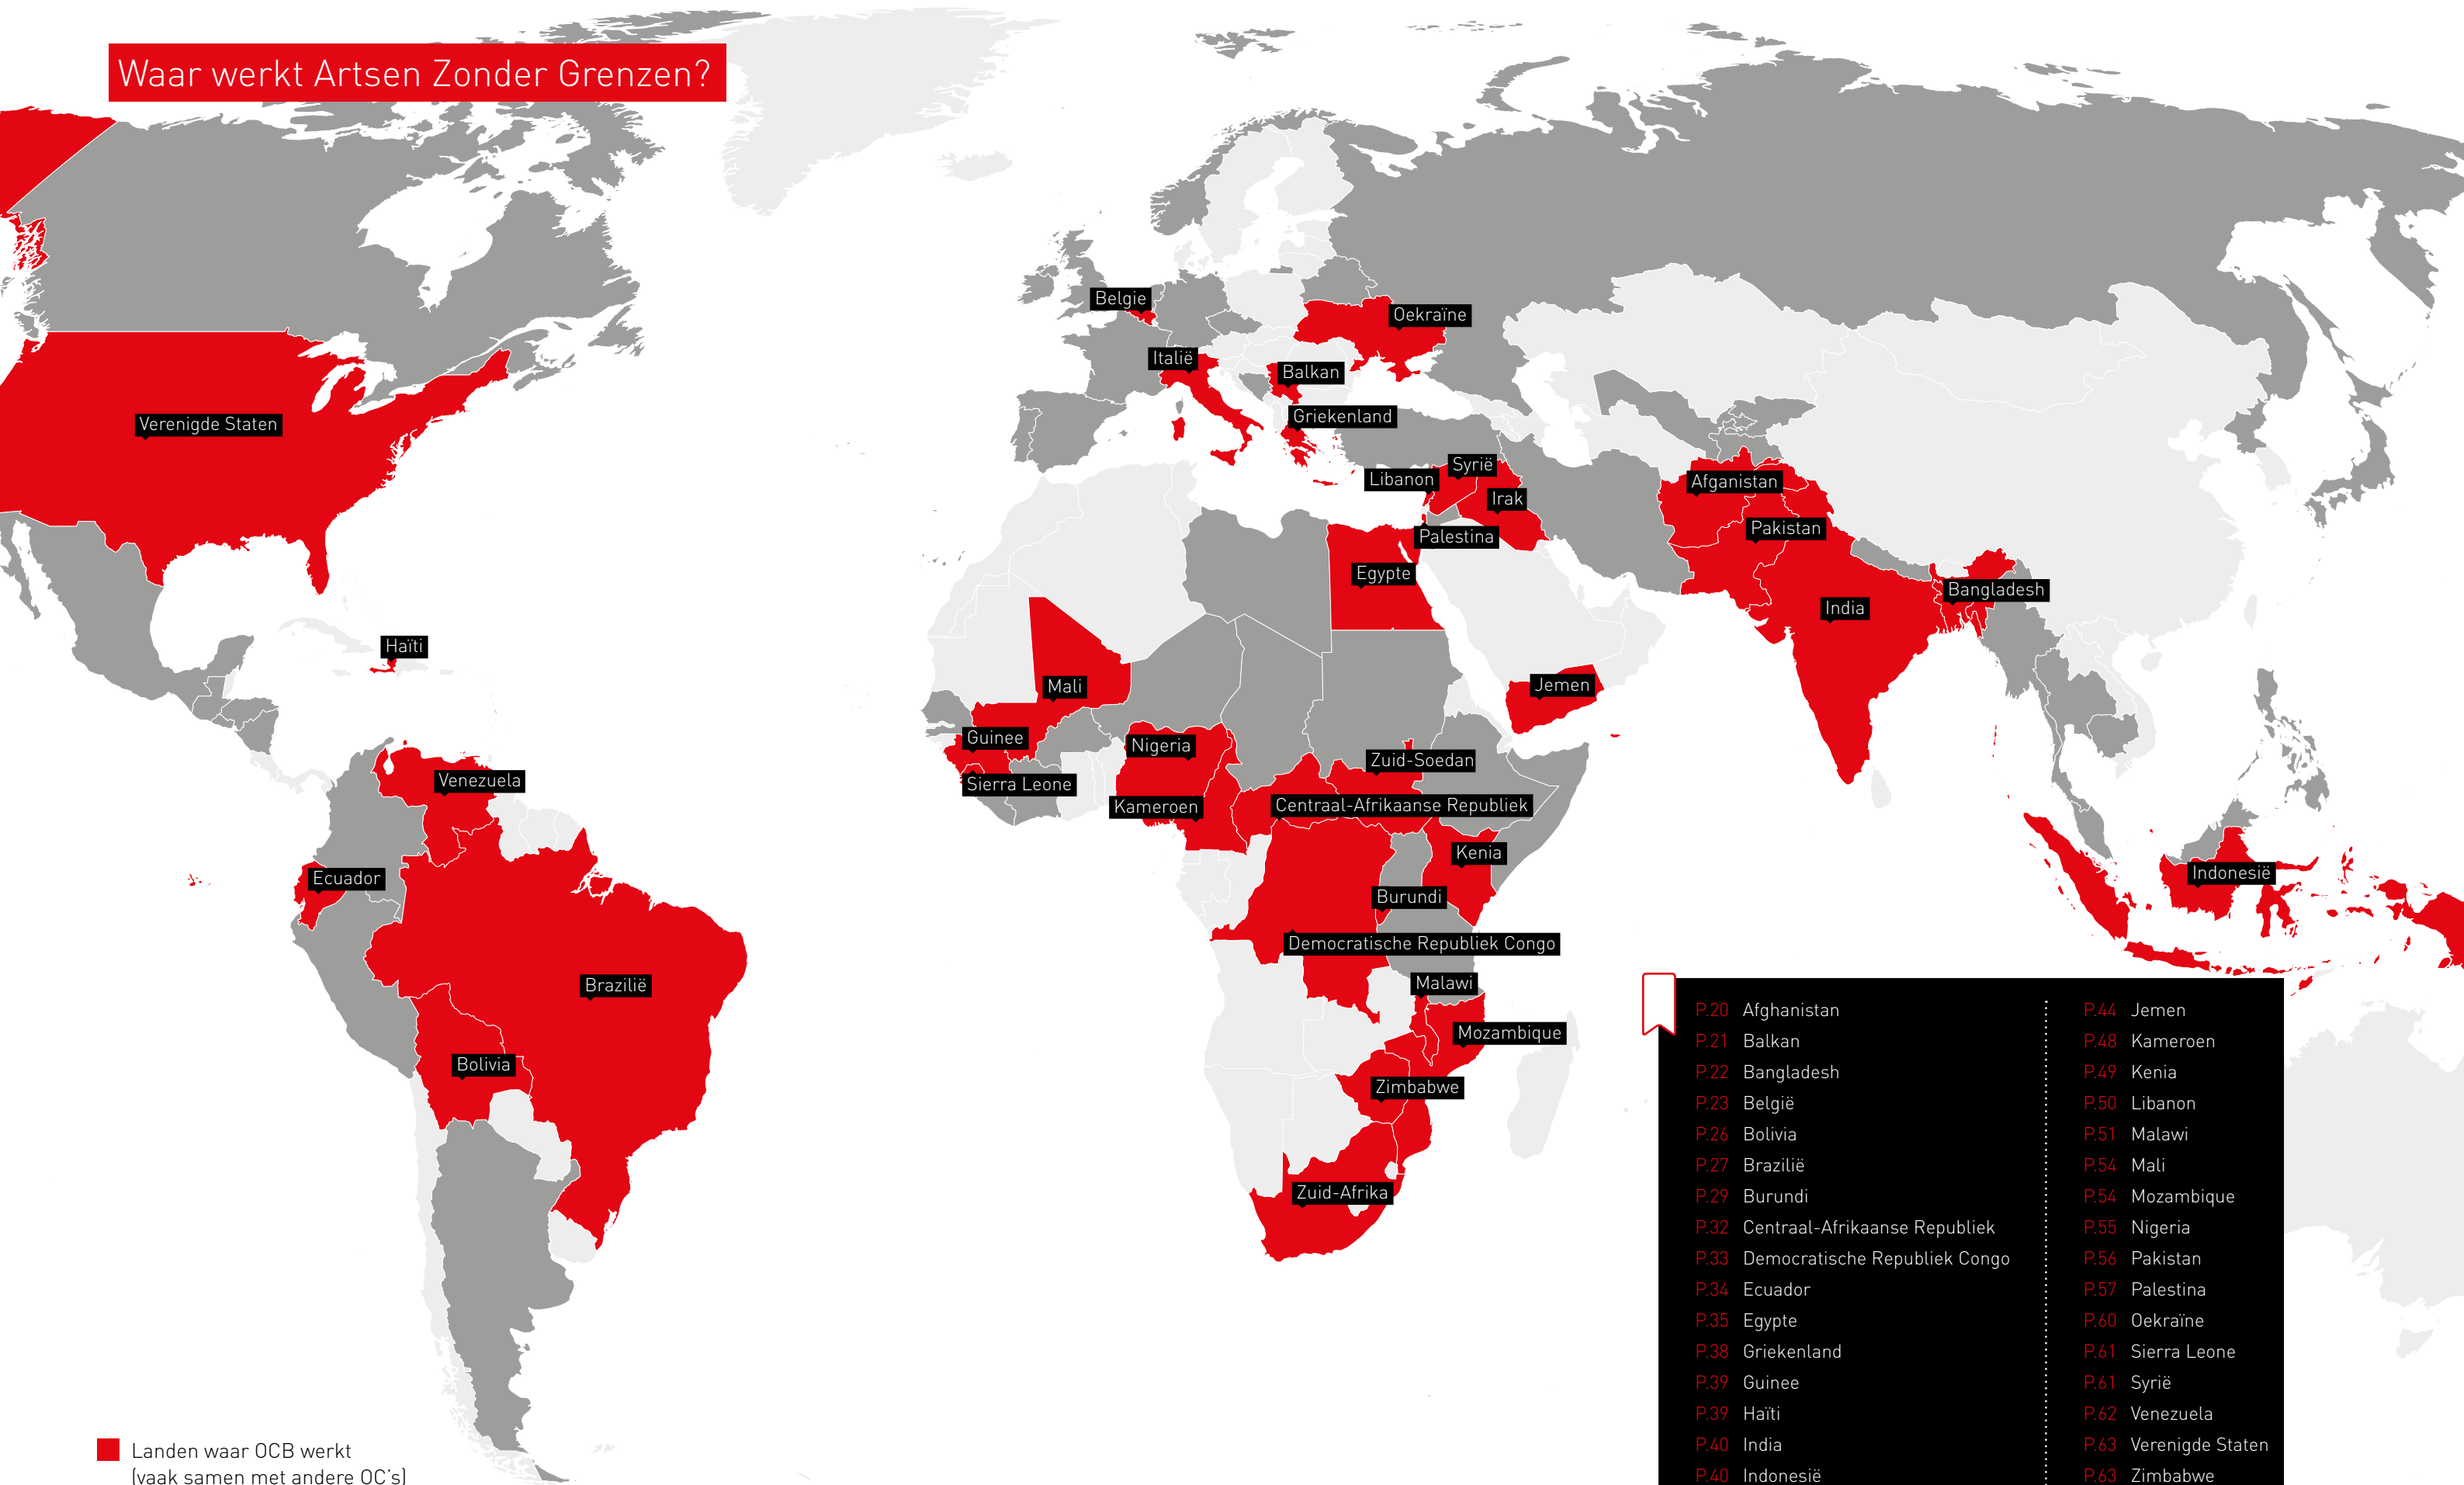 Waar werkt Artsen Zonder Grenzen?
Belgie
Oekraïne
Italië
Balkan
Griekenland
Verenigde Staten
Syrië
Libanon
Irak
Afganistan
Pakistan
Palestina
Egypte
Bangladesh
India
Haïti
Mali
Jemen
Guinee
Nigeria
Zuid-Soedan
Venezuela
Sierra Leone
Kameroen
Centraal-Afrikaanse Republiek
Kenia
Ecuador
Indonesië
Burundi
Democratische Republiek Congo
Malawi
Brazilië
Mozambique
Bolivia
Zimbabwe
Zuid-Afrika
P.20 Afghanistan
P.21 Balkan
P.22 Bangladesh
P.23 België
P.26 Bolivia
P.27 Brazilië
P.29 Burundi
P.32 Centraal-Afrikaanse Republiek
P.33 Democratische Republiek Congo
P.34 Ecuador
P.35 Egypte
P.38 Griekenland
P.39 Guinee
P.39 Haïti
P.40 India
P.40 Indonesië
P.44 Jemen
P.48 Kameroen
P.49 Kenia
P.50 Libanon
P.51 Malawi
P.54 Mali
P.54 Mozambique
P.55 Nigeria
P.56 Pakistan
P.57 Palestina
P.60 Oekraïne
P.61 Sierra Leone
P.61 Syrië
P.62 Venezuela
P.63 Verenigde Staten
P.63 Zimbabwe
Landen waar OCB werkt
(vaak samen met andere OC's)